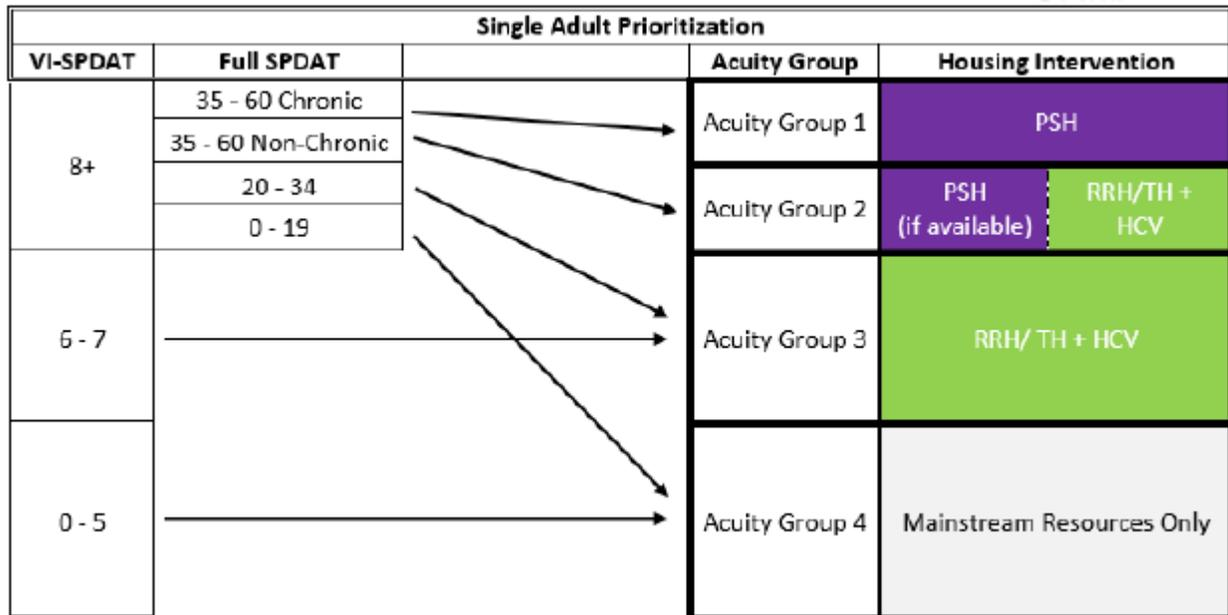 Single Adult Prioritization
VI-SPDAT Full SPDAT Acuity Group Housing Intervention
8+
35 - 60 Chronic
35 - 60 Non-Chronic
20 - 34
0 - 19
Acuity Group 1
PSH
Acuity Group 2
PSH
(if available)
RRH/TH +
HCV
6 - 7
Acuity Group 3
RRH/ TH + HCV
0 - 5
Acuity Group 4
Mainstream Resources Only